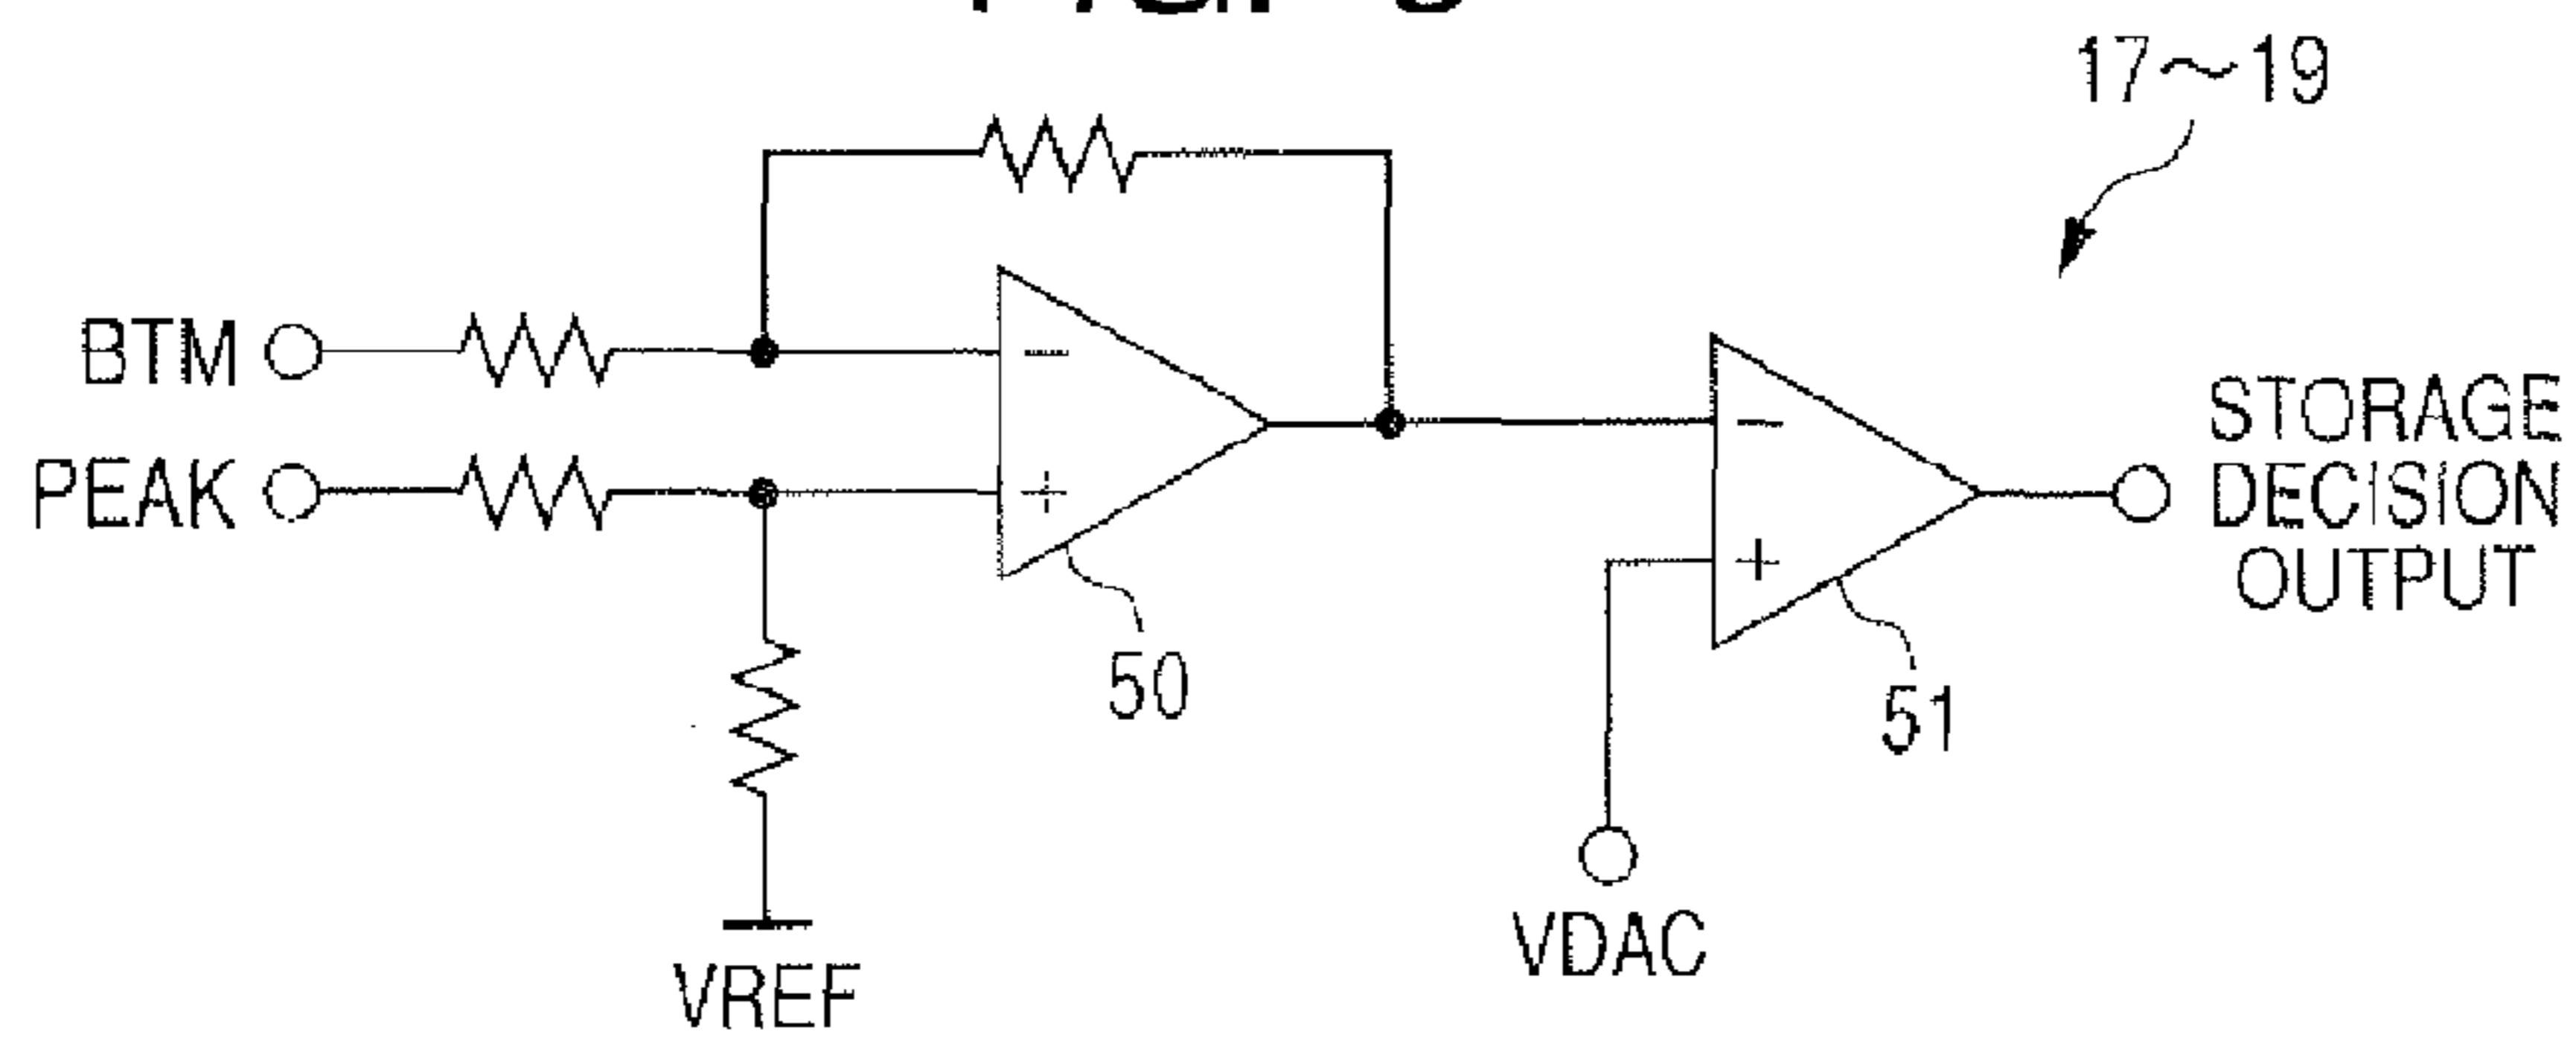 17～19
BTM
PEAK
STORAGE
DECISION
OUTPUT
-
+
-
+
50
51
VREF
VDAC